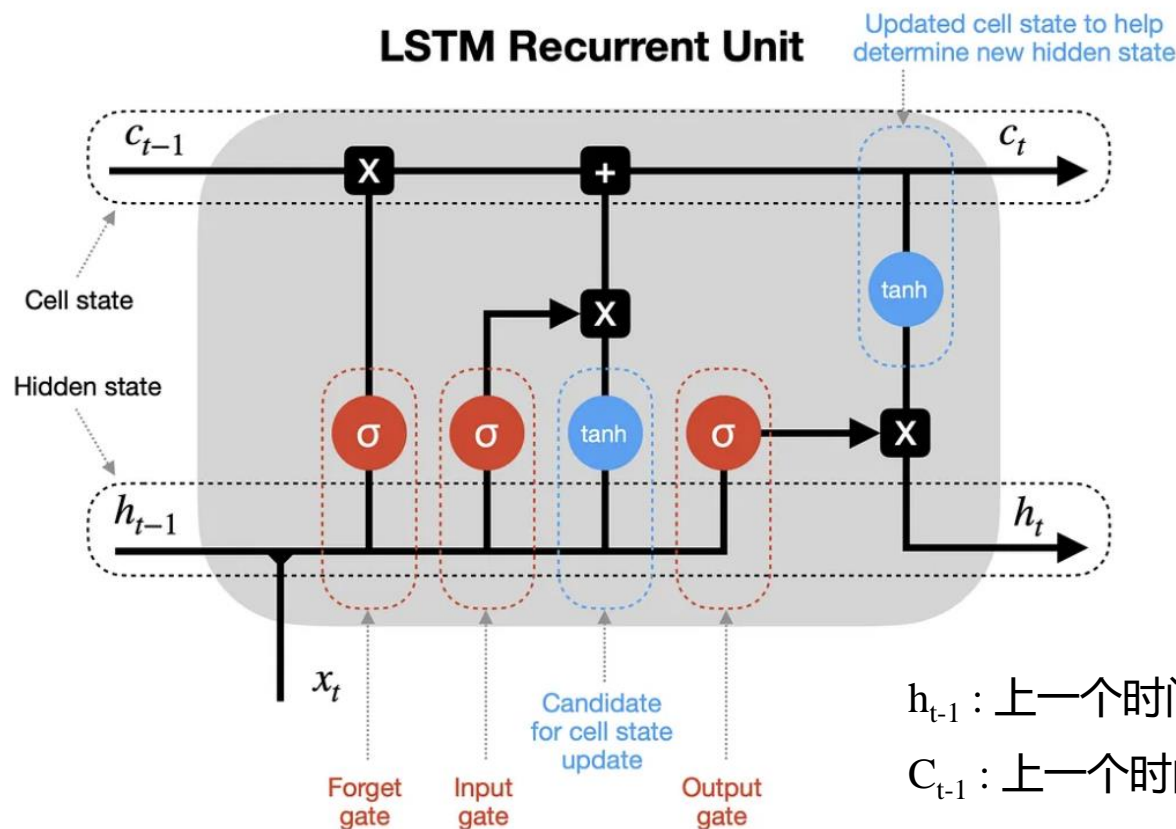 LSTM Recurrent Unit
Updated cell state to help
determine new hidden state
c_{t-1}
c_t
X
+
Cell state
tanh
X
Hidden state
σ
σ
tanh
σ
X
h_{t-1}
h_t
x_t
Candidate
for cell state
update
Forget
gate
Input
gate
Output
gate
h_{t-1} : 上一个时
C_{t-1} : 上一个时